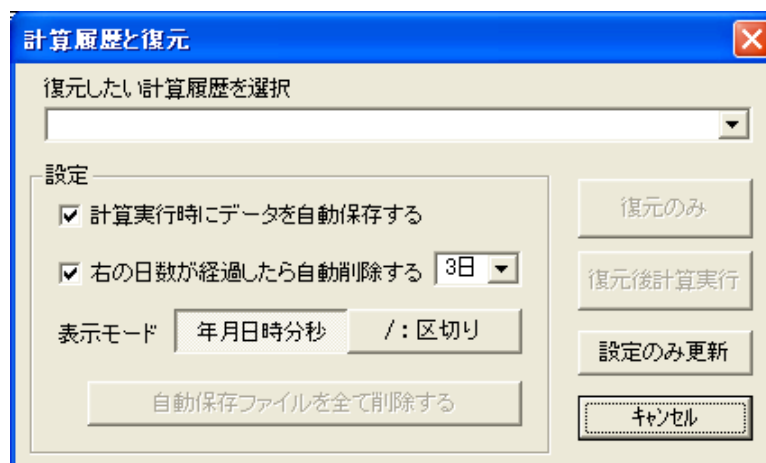 計算履歴と復元
復元したい計算履歴を選択
設定
計算実行時にデータを自動保存する
右の日数が経過したら自動削除する 3日
表示モード 年月日時分秒 /:区切り
自動保存ファイルを全て削除する
復元のみ
復元後計算実行
設定のみ更新
キャンセル